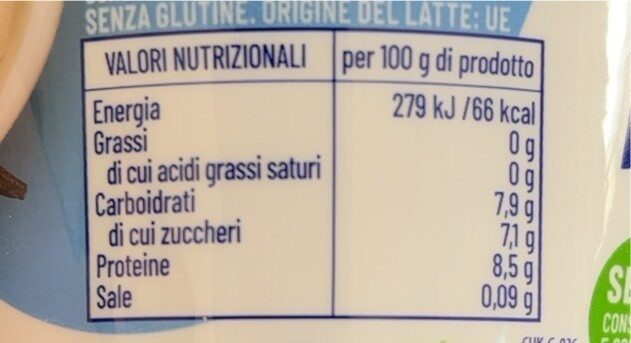 SENZA GLUTINE. ORIGINE DEL LATTE: UE
VALORI NUTRIZIONALI per 100 g di prodotto
Energia 279 kJ /66 kcal
Grassi 0 g
di cui acidi grassi saturi 0 g
Carboidrati 7,9 g
di cui zuccheri 7,1 g
Proteine 8,5 g
Sale 0,09 g